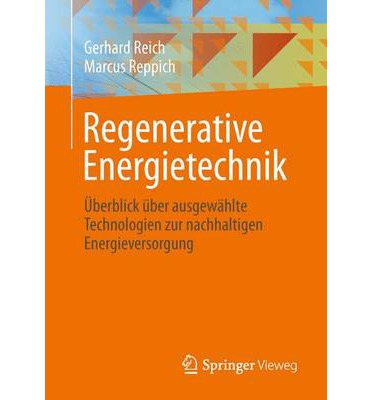 Gerhard Reich
Marcus Reppich
Regenerative
Energietechnik
Überblick über ausgewählte
Technologien zur nachhaltigen
Energieversorgung
Springer Vieweg